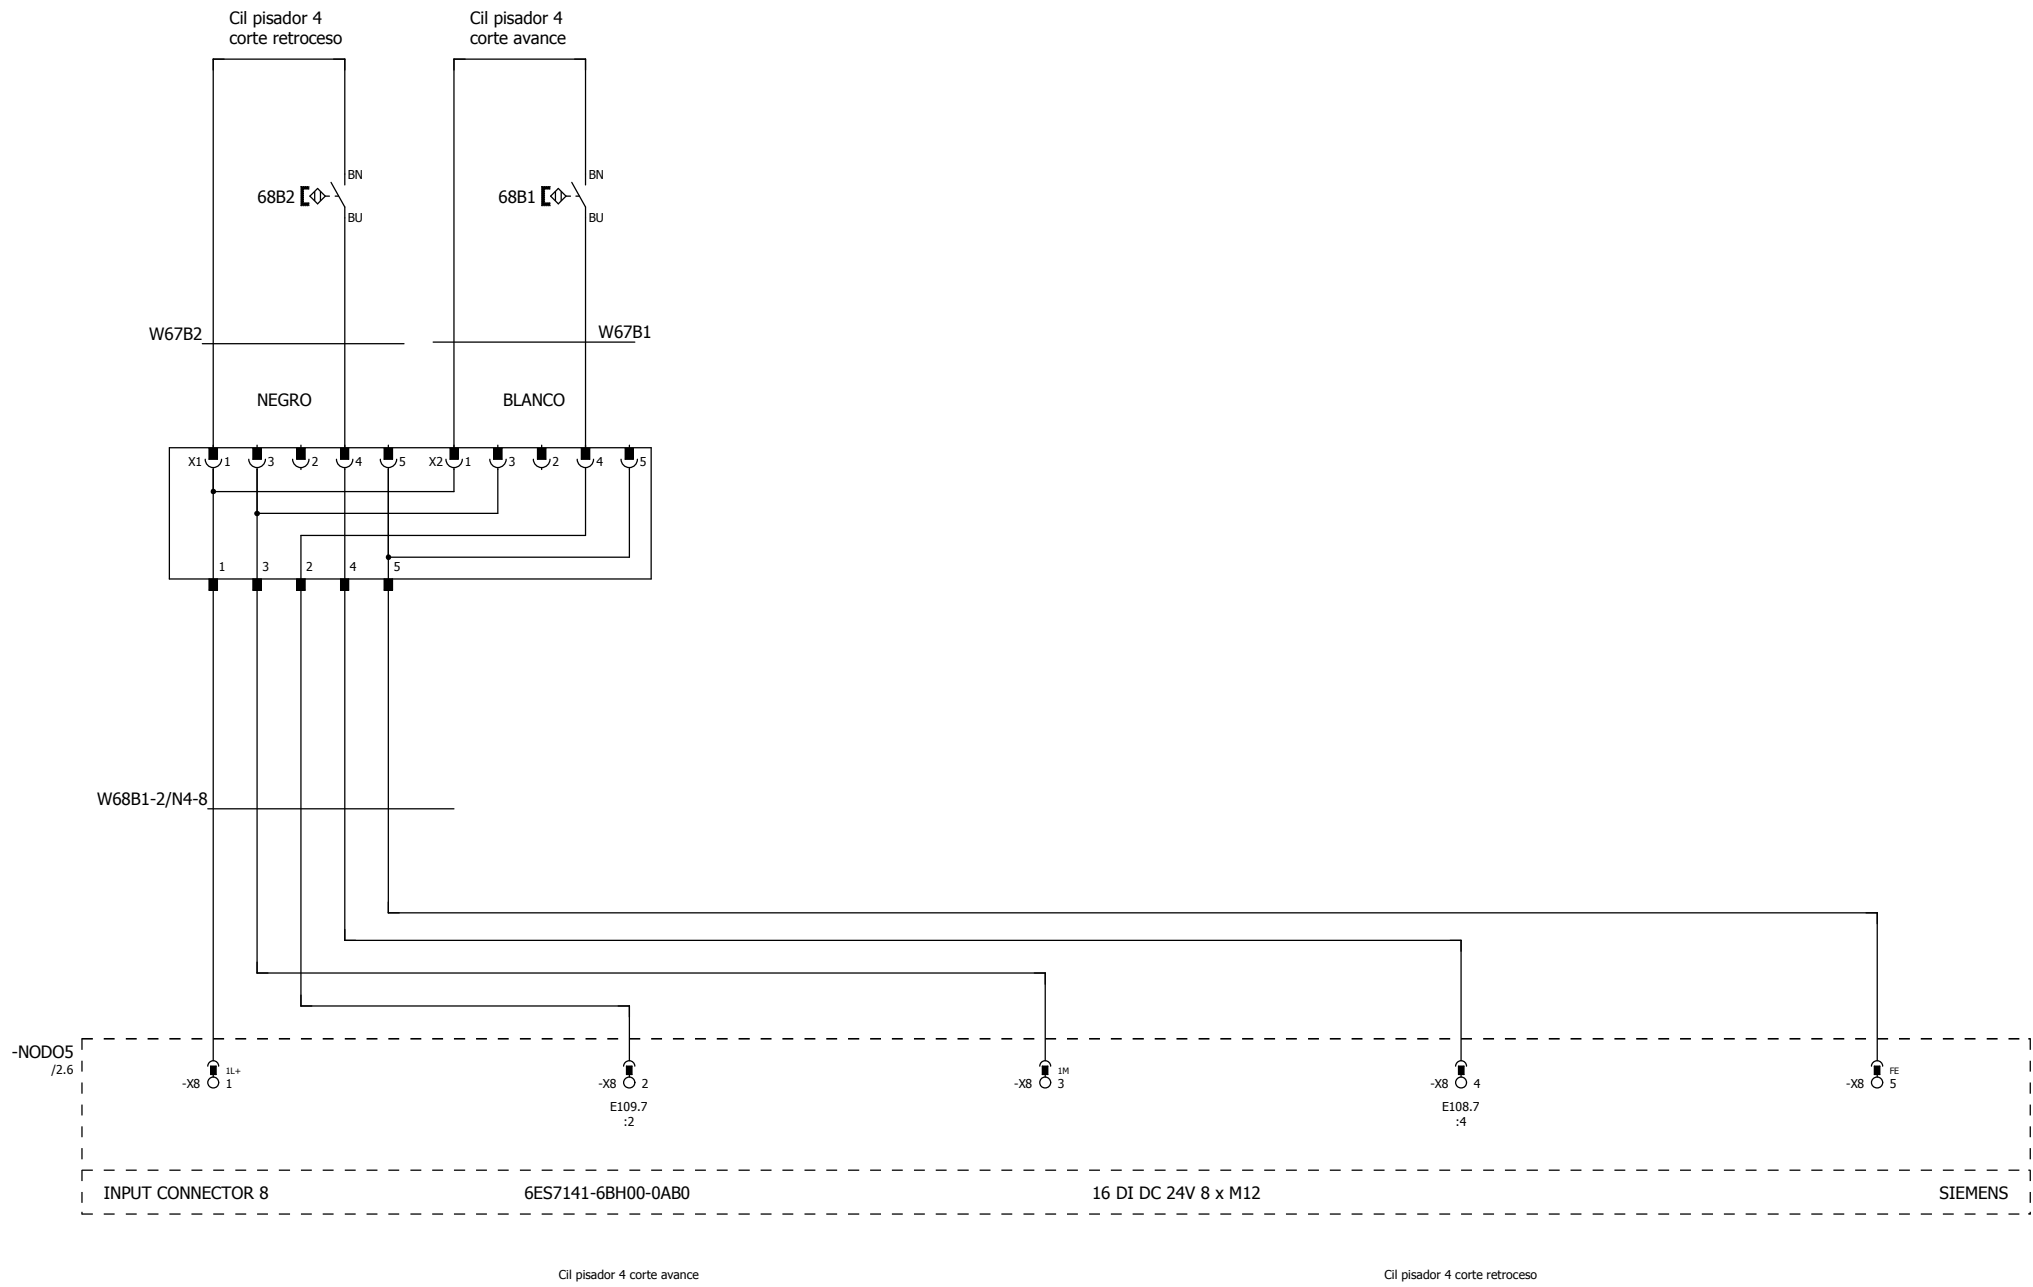 Cil pisador 4
corte retroceso
Cil pisador 4
corte avance
BN
68B2
BU
BN
68B1
BU
W67B2
W67B1
NEGRO
BLANCO
X1 1 3 2 4 5 X2 1 3 2 4 5
1 3 2 4 5
W68B1-2/N4-8
-NODO5
/2.6
1L+
-X8 1
-X8 2
E109.7
:2
1M
-X8 3
-X8 4
E108.7
:4
FE
-X8 5
INPUT CONNECTOR 8 6ES7141-6BH00-0AB0 16 DI DC 24V 8 x M12 SIEMENS
Cil pisador 4 corte avance Cil pisador 4 corte retroceso